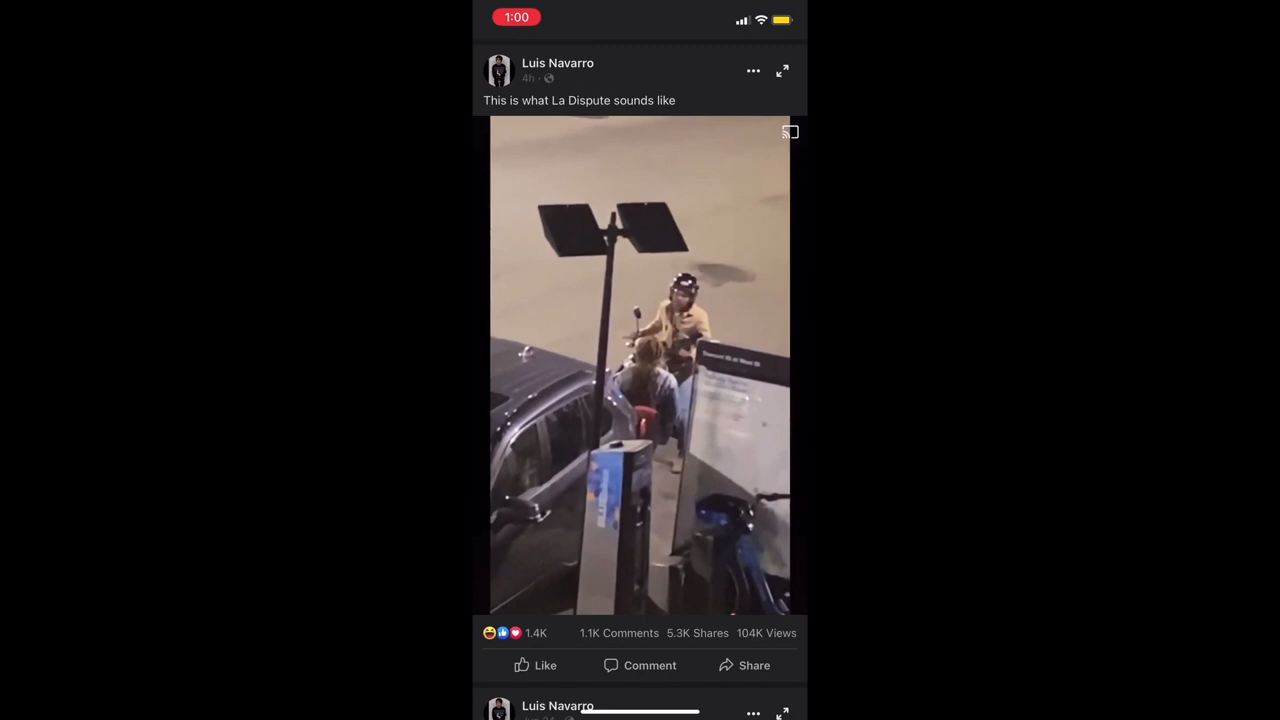 1:00
Luis Navarro
4h
This is what La Dispute sounds like
1.4K
1.1K Comments
5.3K Shares
104K Views
Like
Comment
Share
Luis Navarro